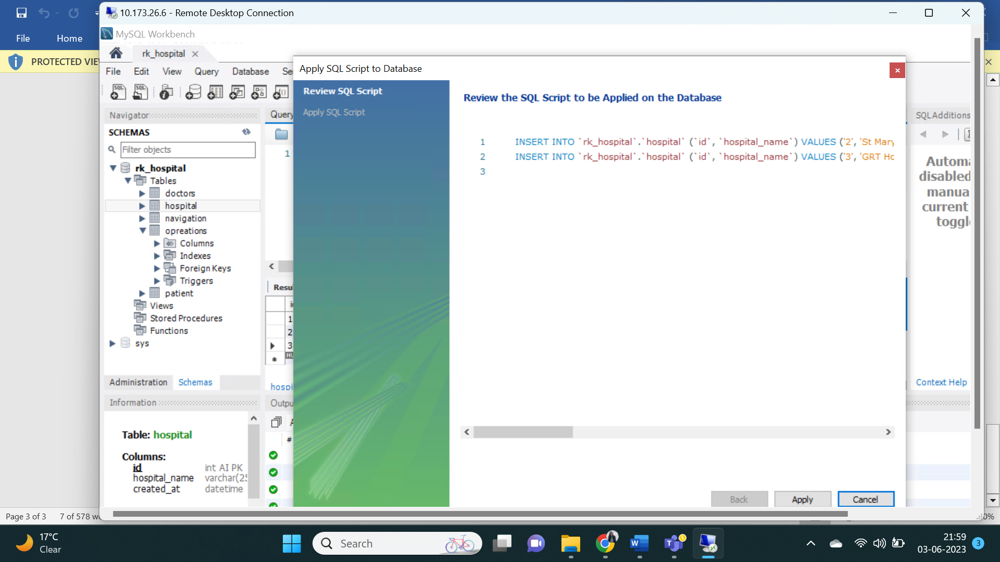 10.173.26.6 - Remote Desktop Connection
File
Home
PROTECTED VIE
MySQL Workbench
rk_hospital
File
Edit
View
Query
Database
Se
Navigator
SCHEMAS
Filter objects
rk_hospital
Tables
doctors
hospital
navigation
opreations
Columns
Indexes
Foreign Keys
Triggers
patient
Views
Stored Procedures
Functions
sys
Administration
Schemas
Information
Table: hospital
Columns:
id int AI PK
hospital_name varchar(25
created_at datetime
Query
1
Resu
1
2
3
hospi
Outpu
#
Apply SQL Script to Database
Review SQL Script
Apply SQL Script
Review the SQL Script to be Applied on the Database
1 INSERT INTO `rk_hospital`.`hospital` (`id`, `hospital_name`) VALUES ('2', 'St Mary
2 INSERT INTO `rk_hospital`.`hospital` (`id`, `hospital_name`) VALUES ('3', 'GRT Ho
3
Back
Apply
Cancel
SQLAdditions
Automa
disabled
manua
current
toggle
Context Help
Page 3 of 3
7 of 578 wo
0%
17°C
Clear
Search
21:59
03-06-2023
3